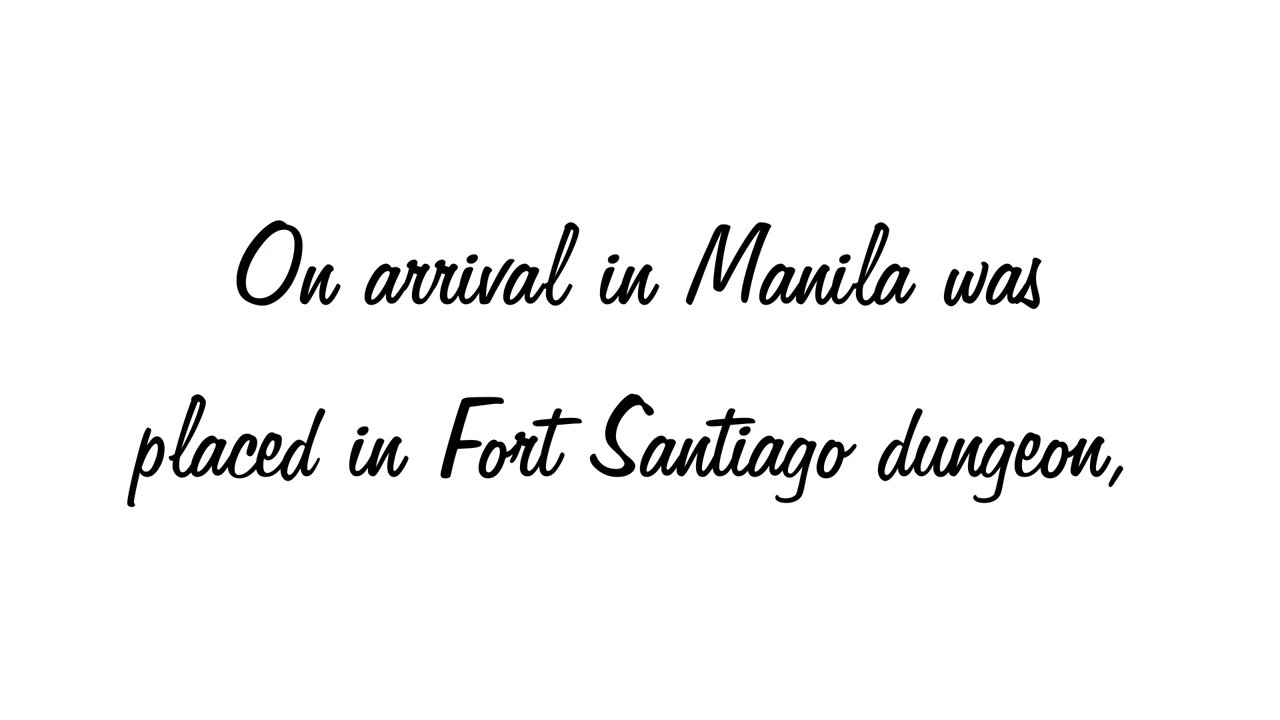 On arrival in Manila was
placed in Fort Santiago dungeon,